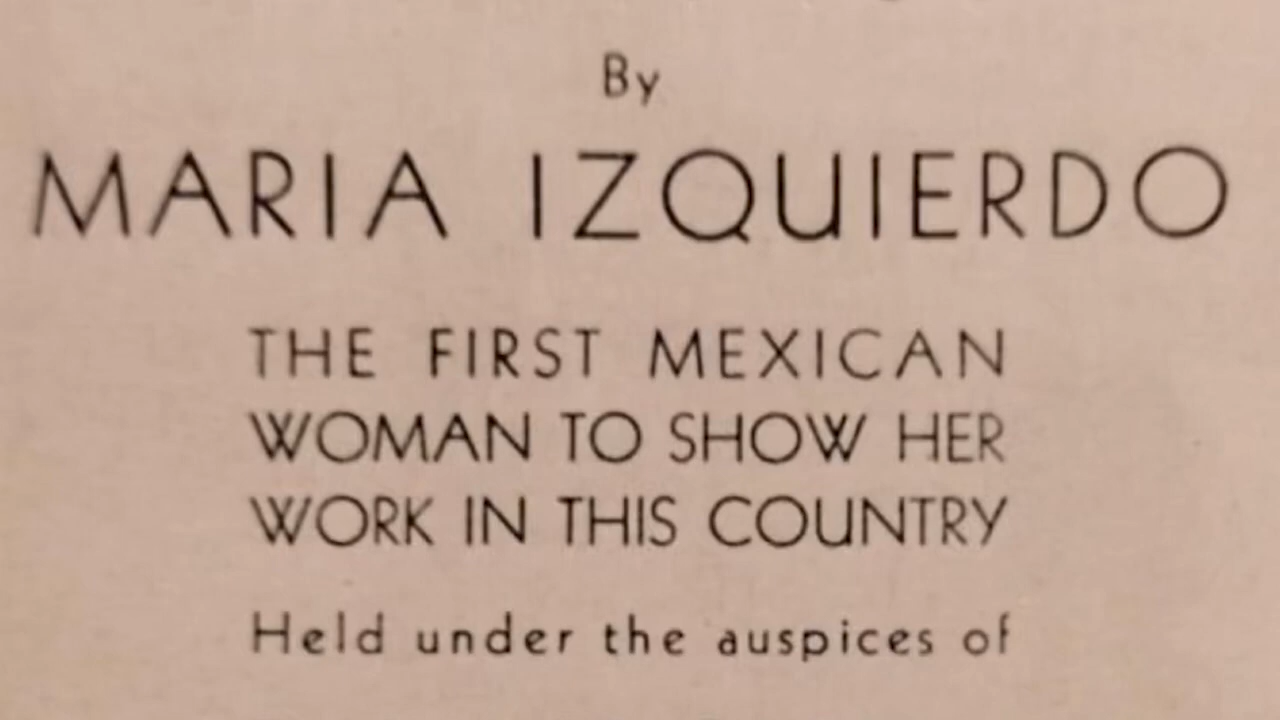 By
MARIA IZQUIERDO
THE FIRST MEXICAN
WOMAN TO SHOW HER
WORK IN THIS COUNTRY
Held under the auspices of